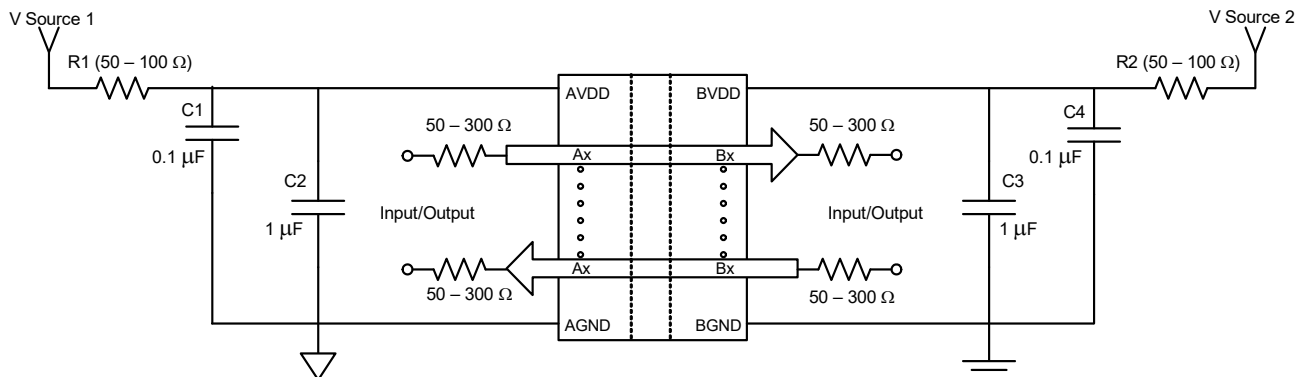 V Source 1
V Source 2
R1 (50 – 100 Ω)
R2 (50 – 100 Ω)
AVDD
BVDD
C1
C4
50 – 300 Ω
50 – 300 Ω
0.1 μF
Ax
Bx
0.1 μF
C2
C3
Input/Output
Input/Output
1 μF
1 μF
Ax
Bx
50 – 300 Ω
50 – 300 Ω
AGND
BGND